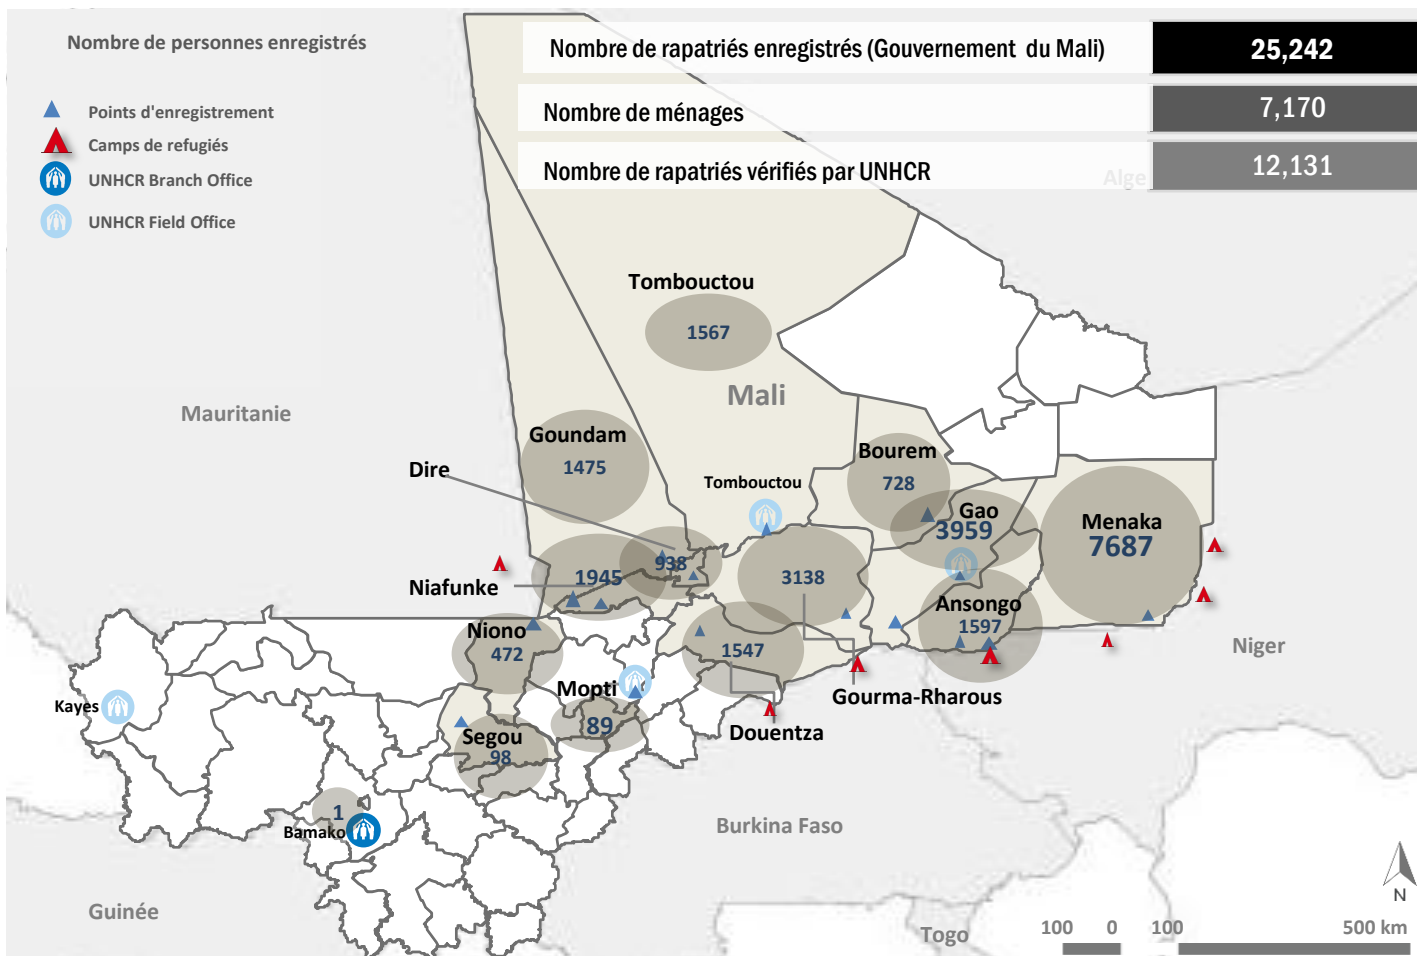 Nombre de personnes enregistrés
Nombre de rapatriés enregistrés (Gouvernement du Mali)
25,242
Nombre de ménages
7,170
Nombre de rapatriés vérifiés par UNHCR
12,131
Points d'enregistrement
Camps de refugiés
UNHCR Branch Office
UNHCR Field Office
Alge
Tombouctou
1567
Mali
Mauritanie
Goundam
1475
Dire
Bourem
728
Tombouctou
Gao
3959
Menaka
7687
938
Niafunke
1945
3138
Ansongo
1597
Niono
472
1547
Niger
Mopti
89
Gourma-Rharous
Kayes
Segou
98
Douentza
1
Bamako
Burkina Faso
Guinée
Togo
N
100 0 100 500 km